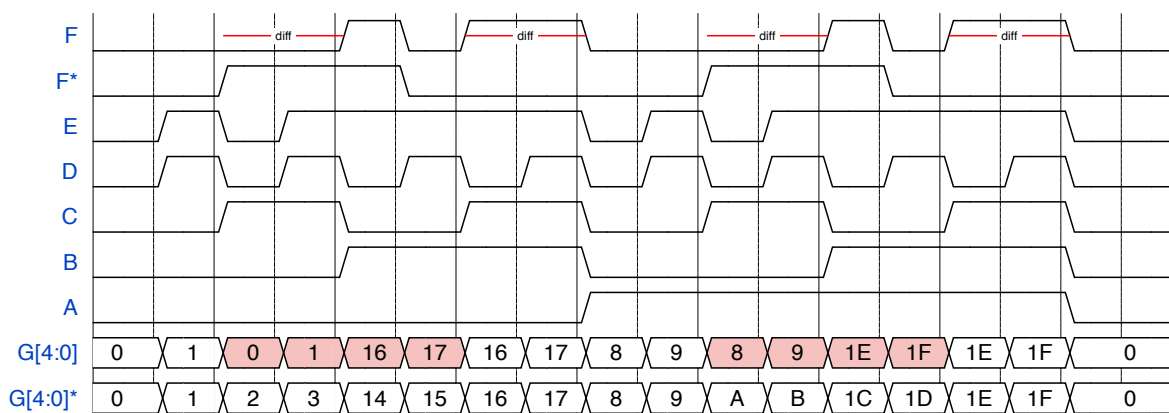 F diff diff diff diff
F*
E
D
C
B
A
G[4:0] 0 1 0 1 16 17 16 17 8 9 8 9 1E 1F 1E 1F 0
G[4:0]* 0 1 2 3 14 15 16 17 8 9 A B 1C 1D 1E 1F 0